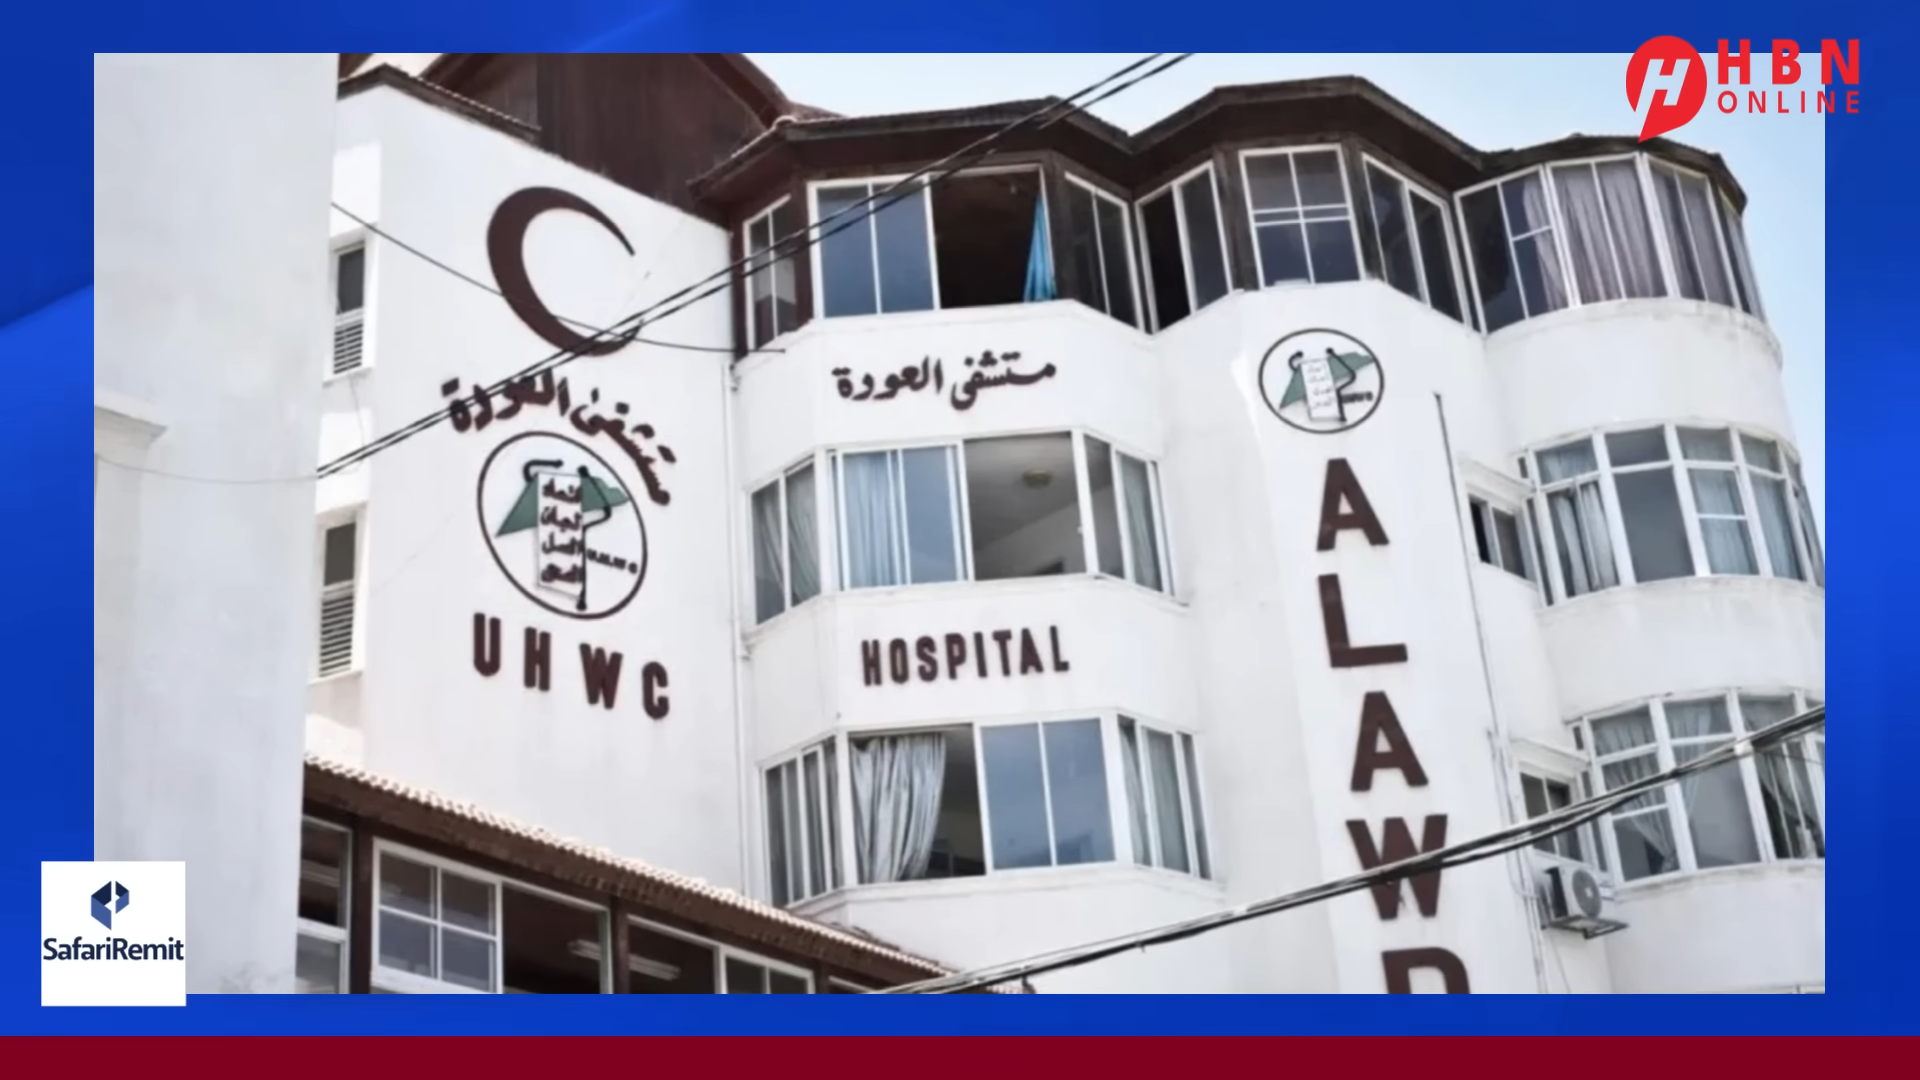 HBN
ONLINE
مستشفى العودة
UHWC
مستشفى العودة
HOSPITAL
ALAWD
SafariRemit